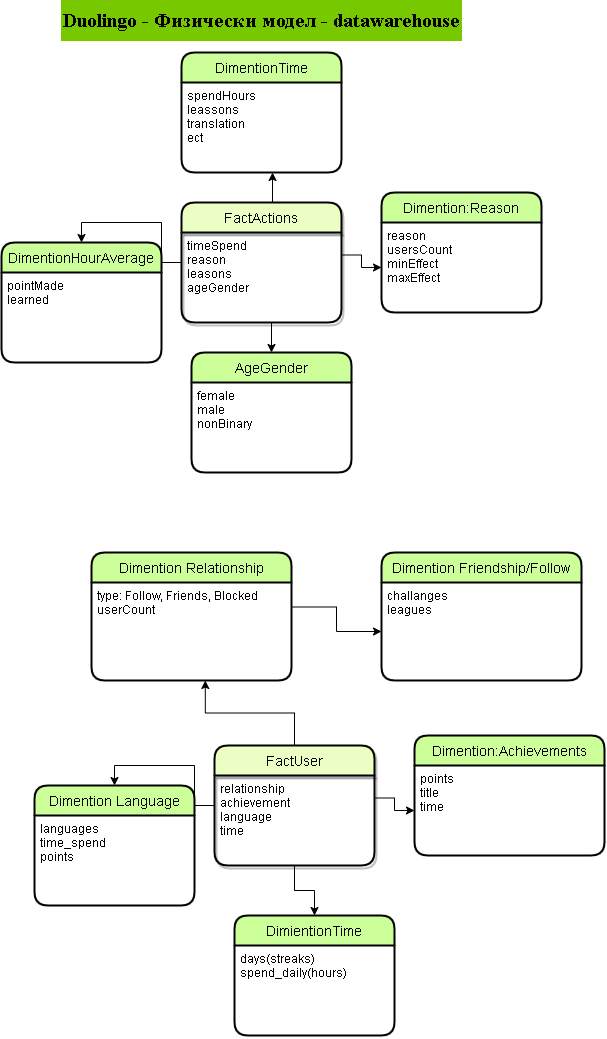 Duolingo - Физически модел - datawarehouse
DimentionTime
spendHours
leassons
translation
ect
FactActions
timeSpend
reason
leasons
ageGender
Dimention:Reason
reason
usersCount
minEffect
maxEffect
DimentionHourAverage
pointMade
learned
AgeGender
female
male
nonBinary
Dimention Relationship
type: Follow, Friends, Blocked
userCount
Dimention Friendship/Follow
challanges
leagues
FactUser
relationship
achievement
language
time
Dimention:Achievements
points
title
time
Dimention Language
languages
time_spend
points
DimientionTime
days(streaks)
spend_daily(hours)